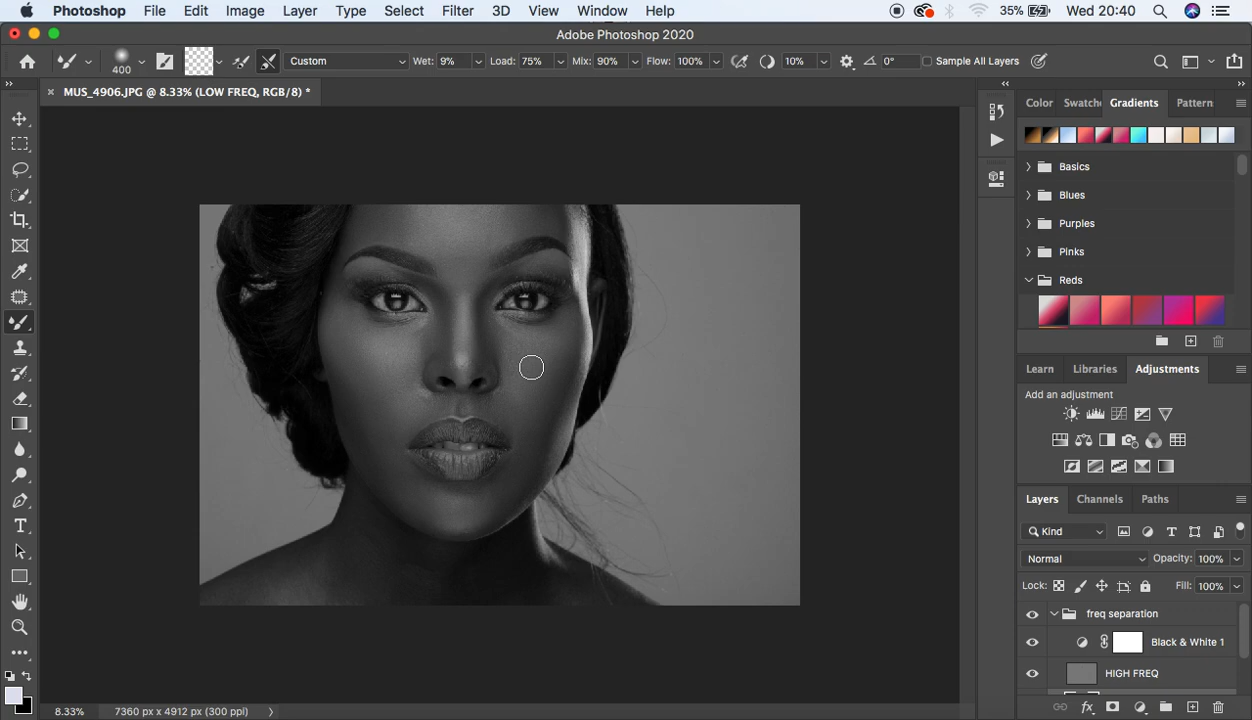 Photoshop File Edit Image Layer Type Select Filter 3D View Window Help 35% Wed 20:40
Adobe Photoshop 2020
400 Custom Wet: 9% Load: 75% Mix: 90% Flow: 100% 10% 0° Sample All Layers
MUS_4906.JPG @ 8.33% (LOW FREQ, RGB/8) *
Color Swatche Gradients Pattern
Basics
Blues
Purples
Pinks
Reds
Learn Libraries Adjustments
Add an adjustment
Layers Channels Paths
Kind
Normal Opacity: 100%
Lock: Fill: 100%
freq separation
Black & White 1
HIGH FREQ
8.33% 7360 px x 4912 px (300 ppi)